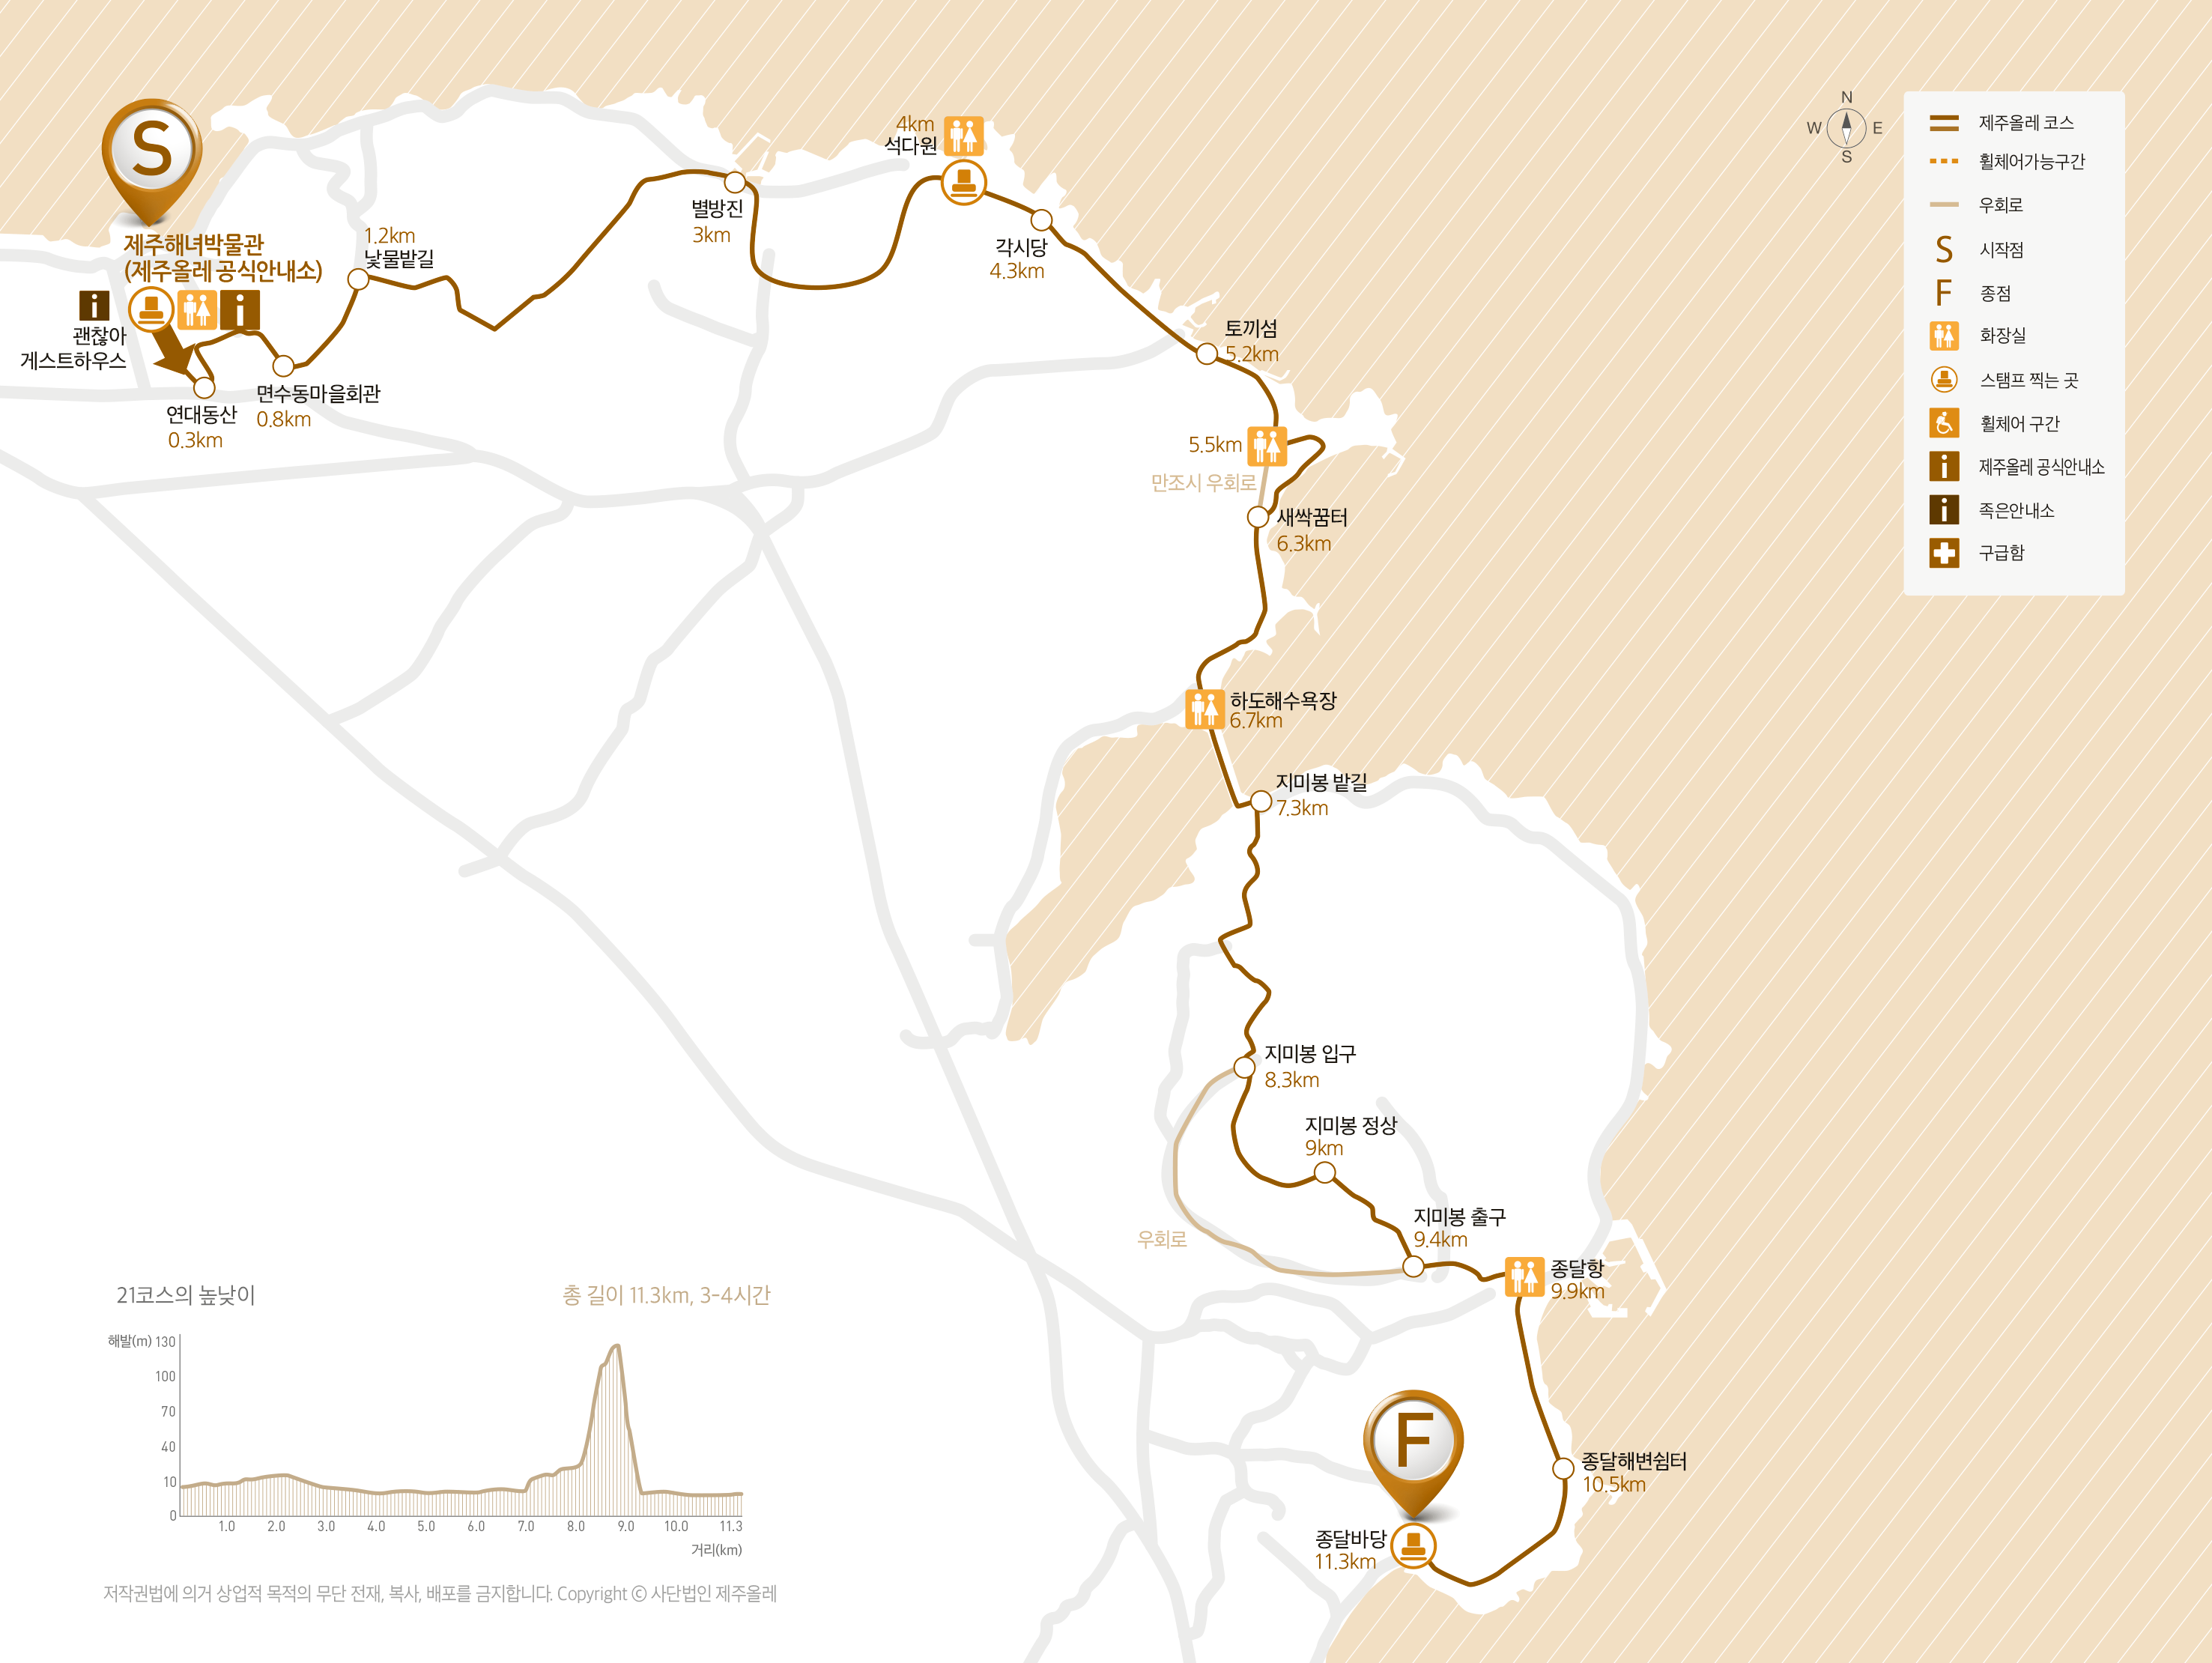 S
제주해녀박물관
(제주올레 공식안내소)
괜찮아
게스트하우스
연대동산
0.3km
면수동마을회관
0.8km
1.2km
낯물밭길
별방진
3km
4km
석다원
각시당
4.3km
토끼섬
5.2km
5.5km
만조시 우회로
새싹꿈터
6.3km
하도해수욕장
6.7km
지미봉 밭길
7.3km
지미봉 입구
8.3km
지미봉 정상
9km
우회로
지미봉 출구
9.4km
종달항
9.9km
종달해변쉼터
10.5km
F
종달바당
11.3km
N
W E
S
제주올레 코스
휠체어가능구간
우회로
S 시작점
F 종점
화장실
스탬프 찍는 곳
휠체어 구간
제주올레 공식안내소
족은안내소
구급함
21코스의 높낮이
총 길이 11.3km, 3-4시간
해발(m) 130
100
70
40
10
0
1.0 2.0 3.0 4.0 5.0 6.0 7.0 8.0 9.0 10.0 11.3
거리(km)
저작권법에 의거 상업적 목적의 무단 전재, 복사, 배포를 금지합니다. Copyright © 사단법인 제주올레